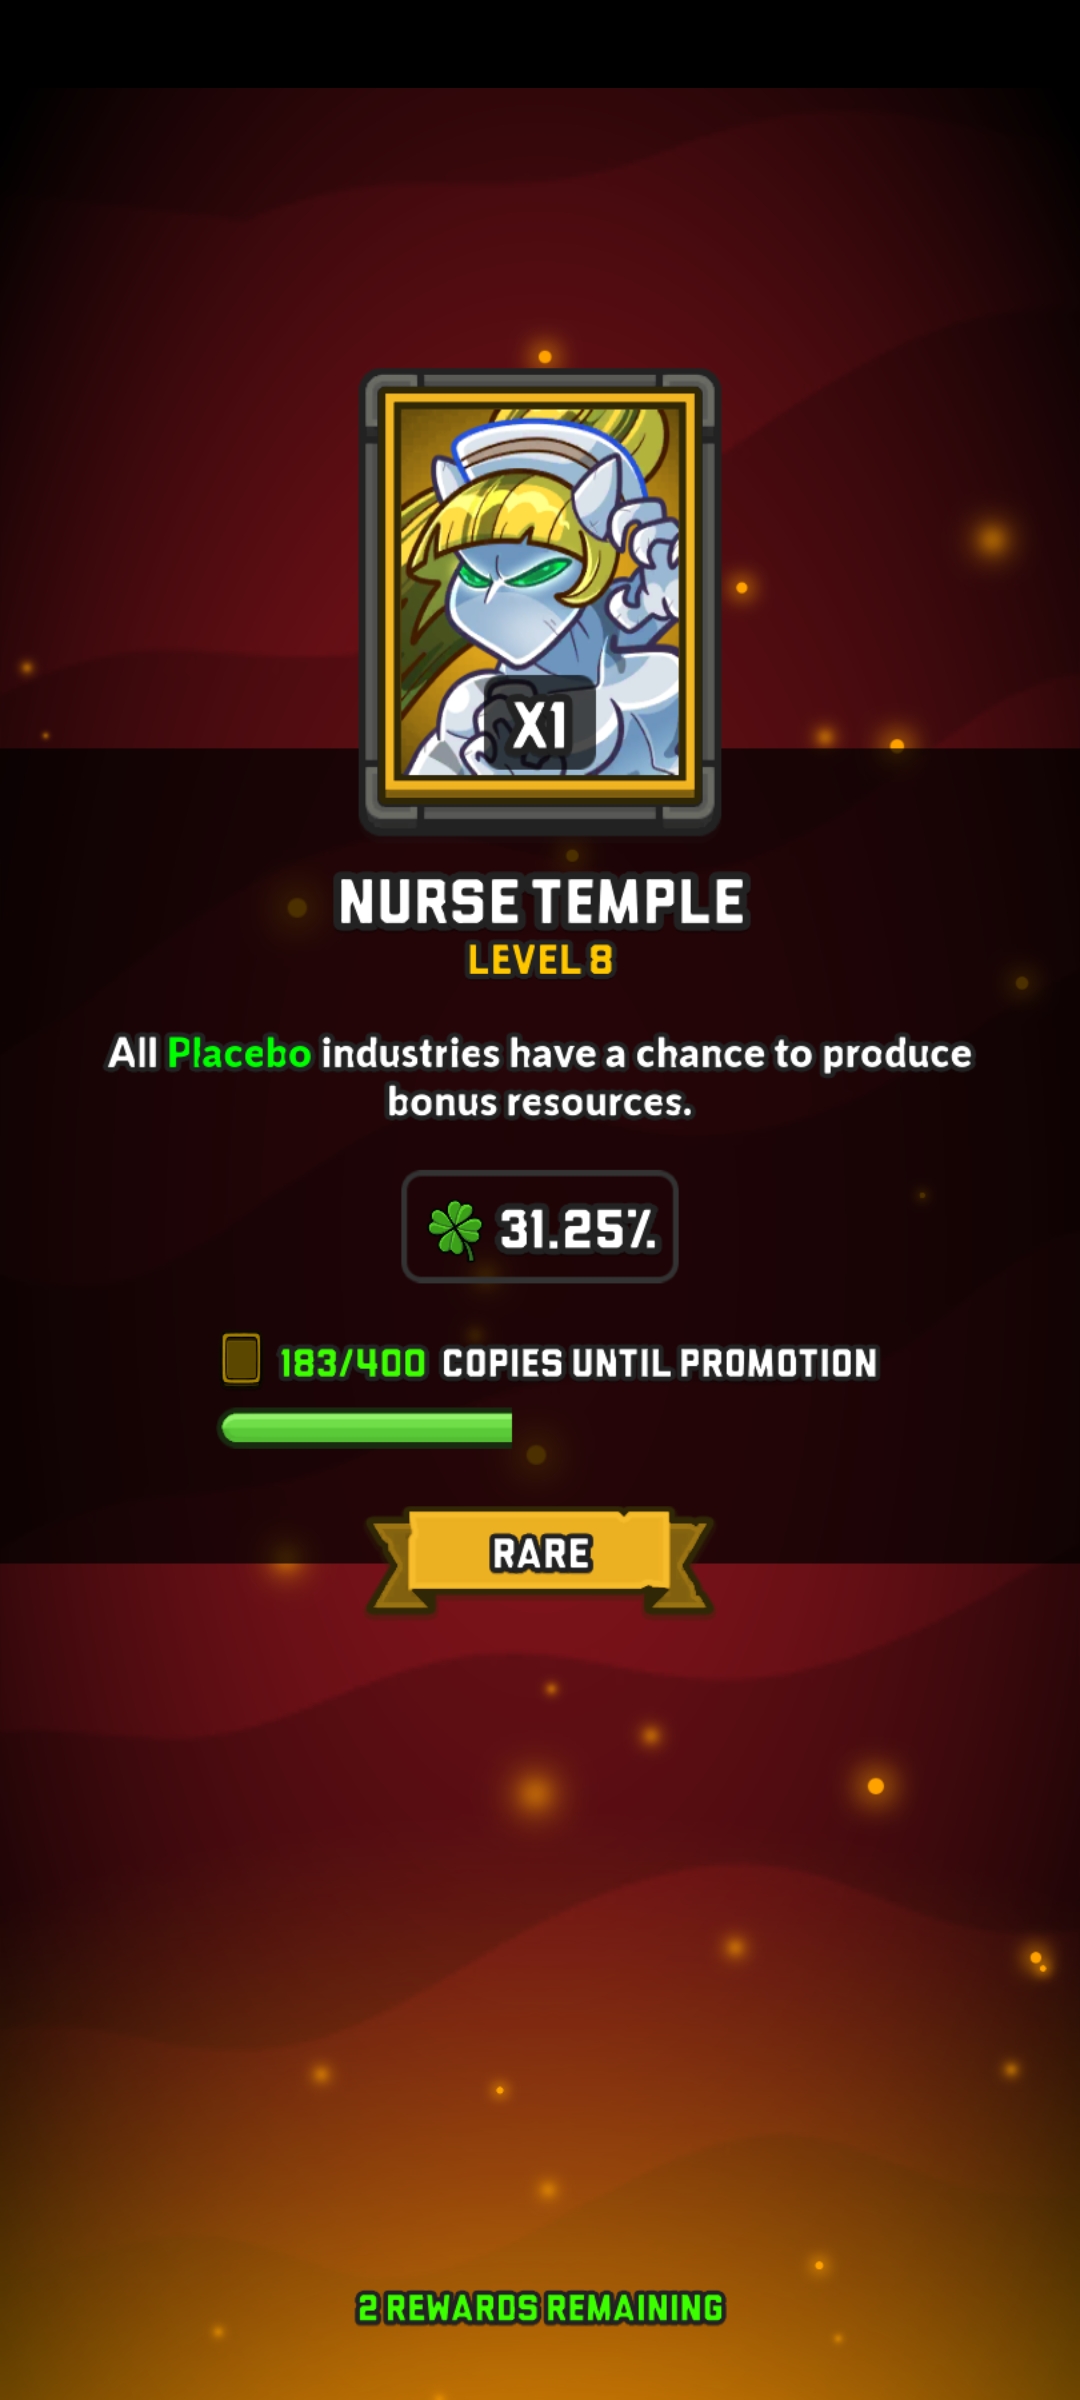 X1
NURSE TEMPLE
LEVEL 8
All Placebo industries have a chance to produce
bonus resources.
31.25%
183/400 COPIES UNTIL PROMOTION
RARE
2 REWARDS REMAINING